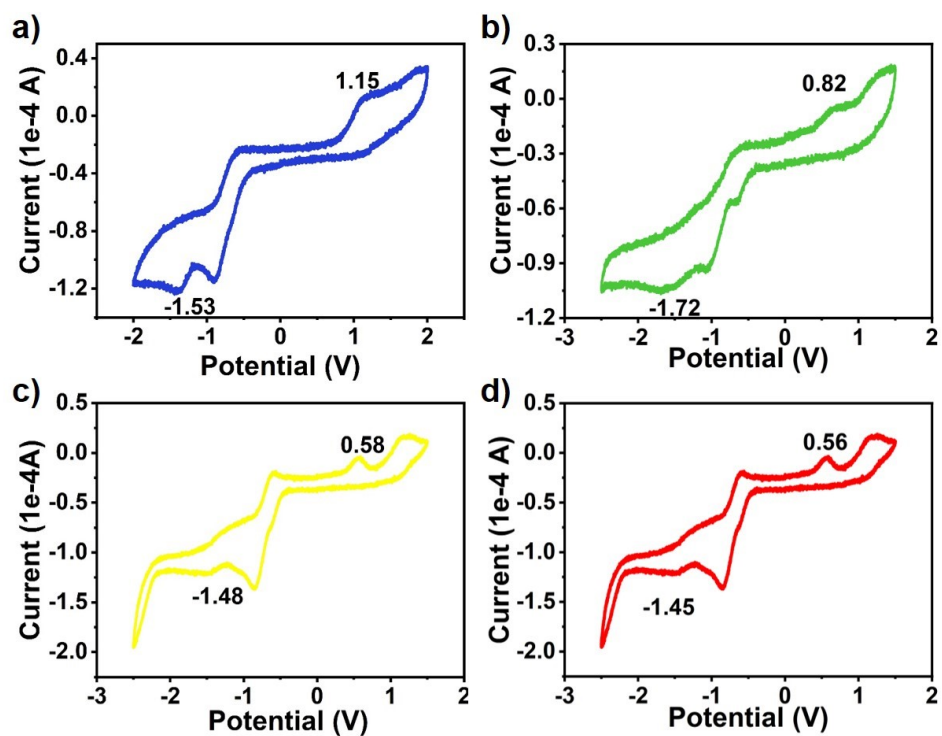 a)
Current (1e-4 A)
0.4
0.0
-0.4
-0.8
-1.2
1.15
-1.53
-2 -1 0 1 2
Potential (V)
b)
Current (1e-4 A)
0.3
0.0
-0.3
-0.6
-0.9
-1.2
0.82
-1.72
-3 -2 -1 0 1 2
Potential (V)
c)
Current (1e-4A)
0.5
0.0
-0.5
-1.0
-1.5
-2.0
0.58
-1.48
-3 -2 -1 0 1 2
Potential (V)
d)
Current (1e-4 A)
0.5
0.0
-0.5
-1.0
-1.5
-2.0
0.56
-1.45
-3 -2 -1 0 1 2
Potential (V)